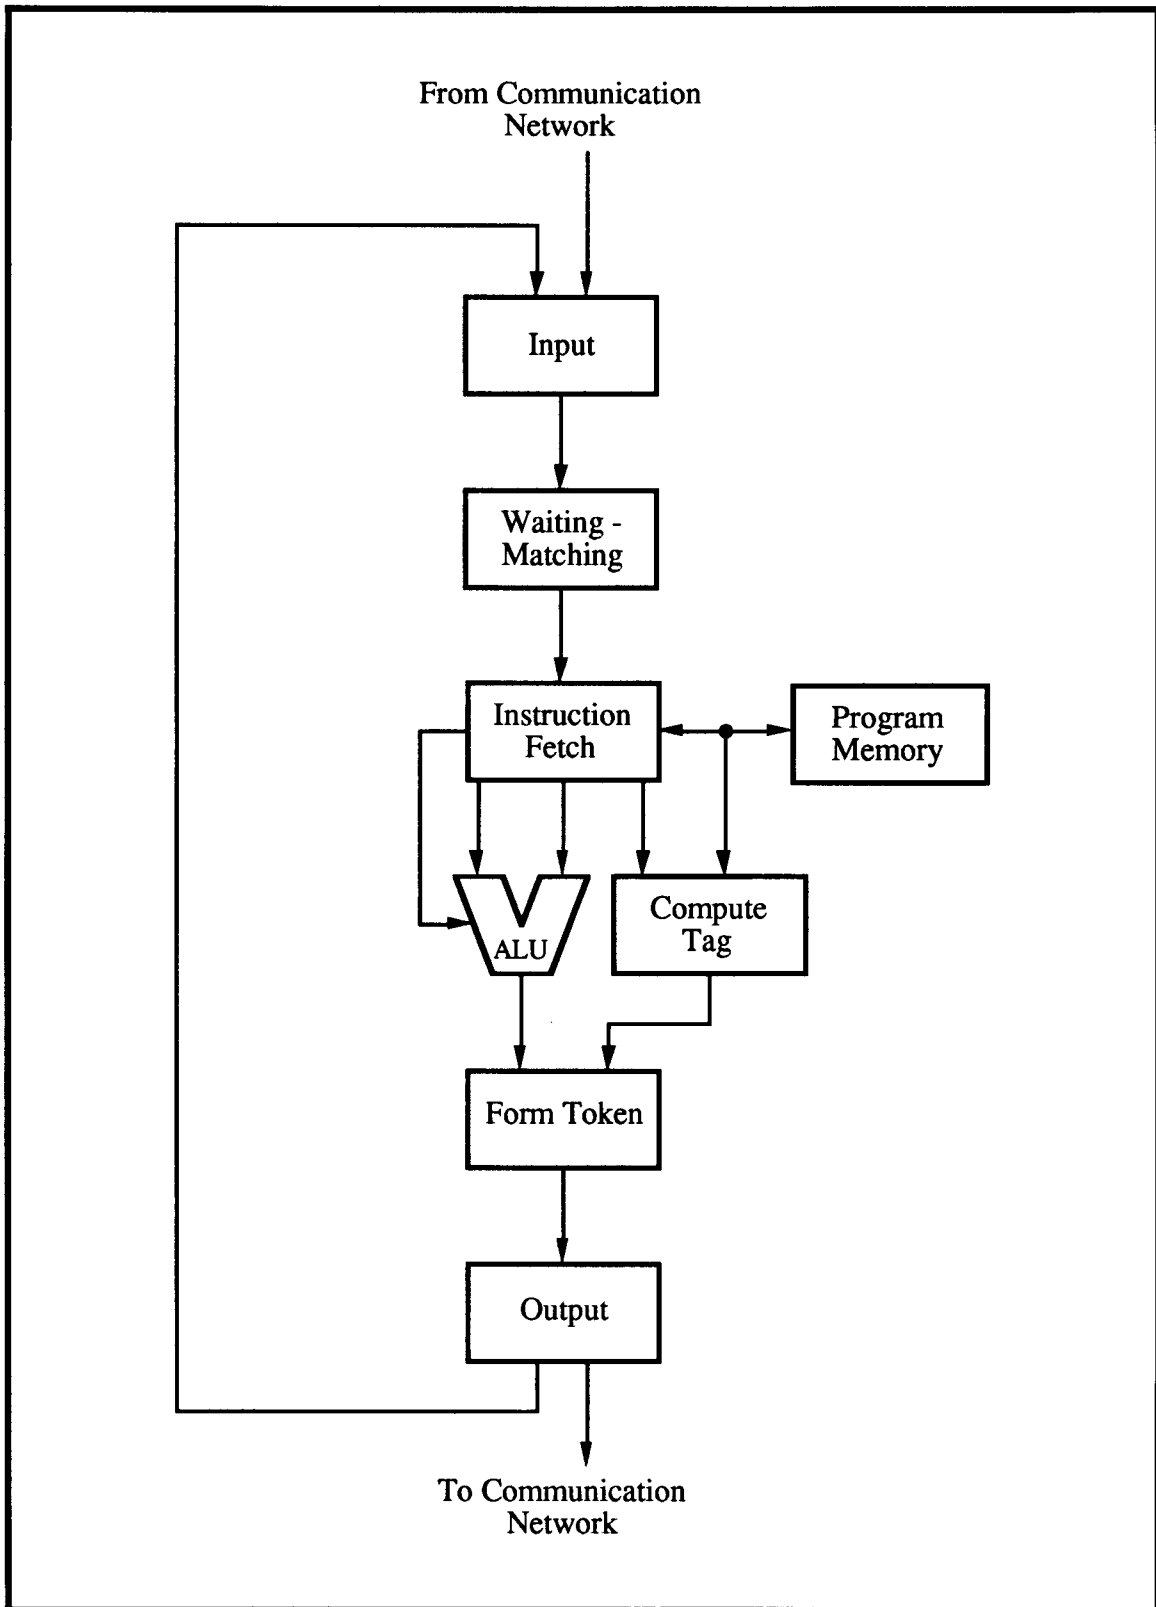 From Communication
Network
Input
Waiting -
Matching
Instruction
Fetch
Program
Memory
ALU
Compute
Tag
Form Token
Output
To Communication
Network